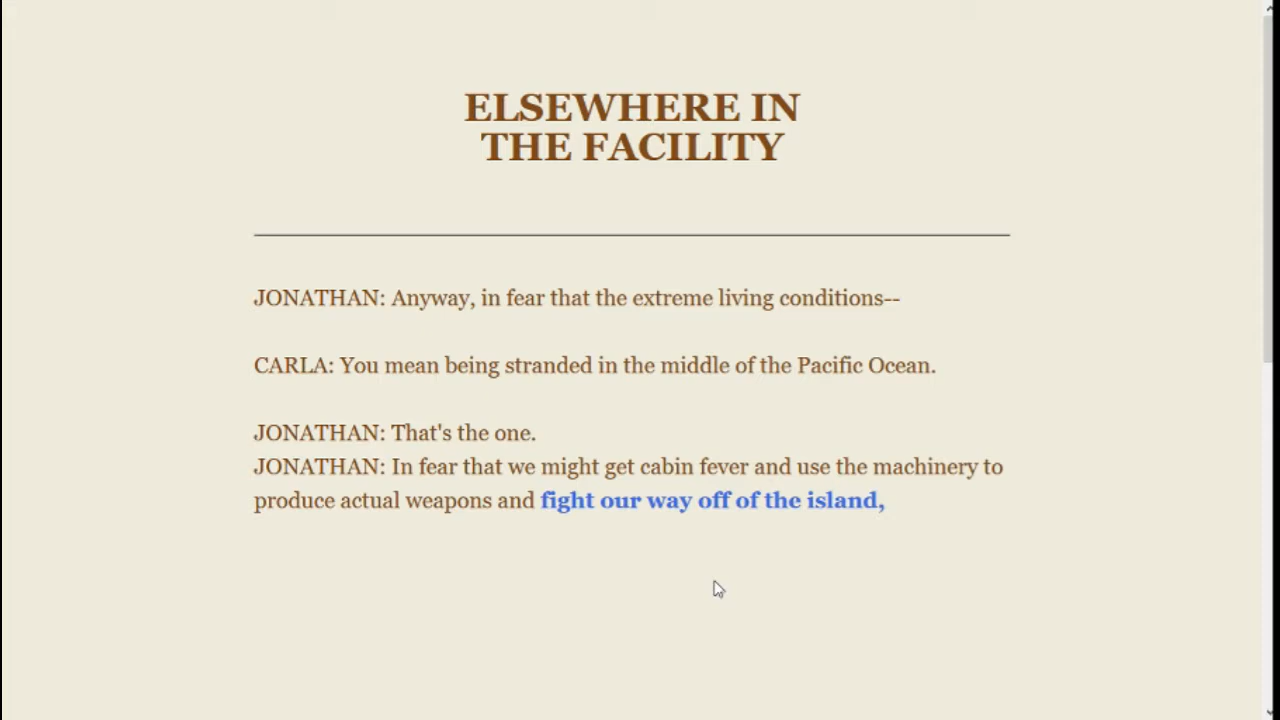 ELSEWHERE IN
THE FACILITY
JONATHAN: Anyway, in fear that the extreme living conditions--
CARLA: You mean being stranded in the middle of the Pacific Ocean.
JONATHAN: That's the one.
JONATHAN: In fear that we might get cabin fever and use the machinery to
produce actual weapons and fight our way off of the island,